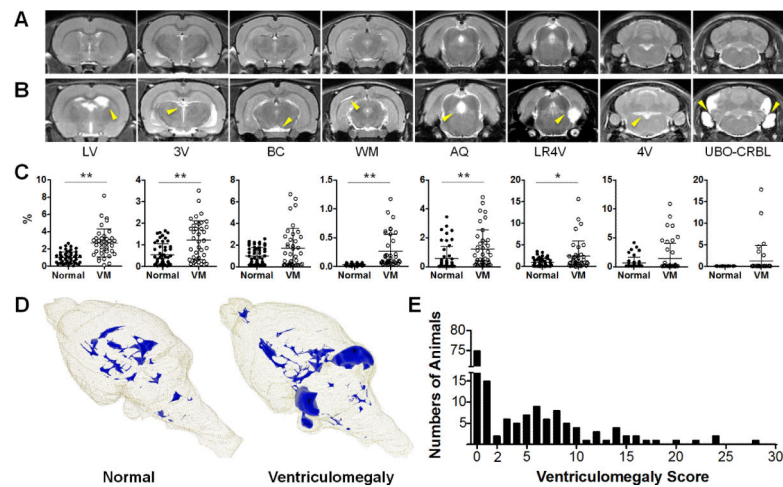 A
B
LV 3V BC WM AQ LR4V 4V UBO-CRBL
C
% 10 8 6 4 2 0 ** Normal VM
4 3 2 1 0 ** Normal VM
8 6 4 2 0 Normal VM
1.5 1.0 0.5 0.0 ** Normal VM
6 4 2 0 ** Normal VM
20 15 10 5 0 * Normal VM
15 10 5 0 Normal VM
20 15 10 5 0 Normal VM
D
Normal Ventriculomegaly
E
Numbers of Animals
80
75
15
10
5
0
0 2 5 10 15 20 25 30
Ventriculomegaly Score